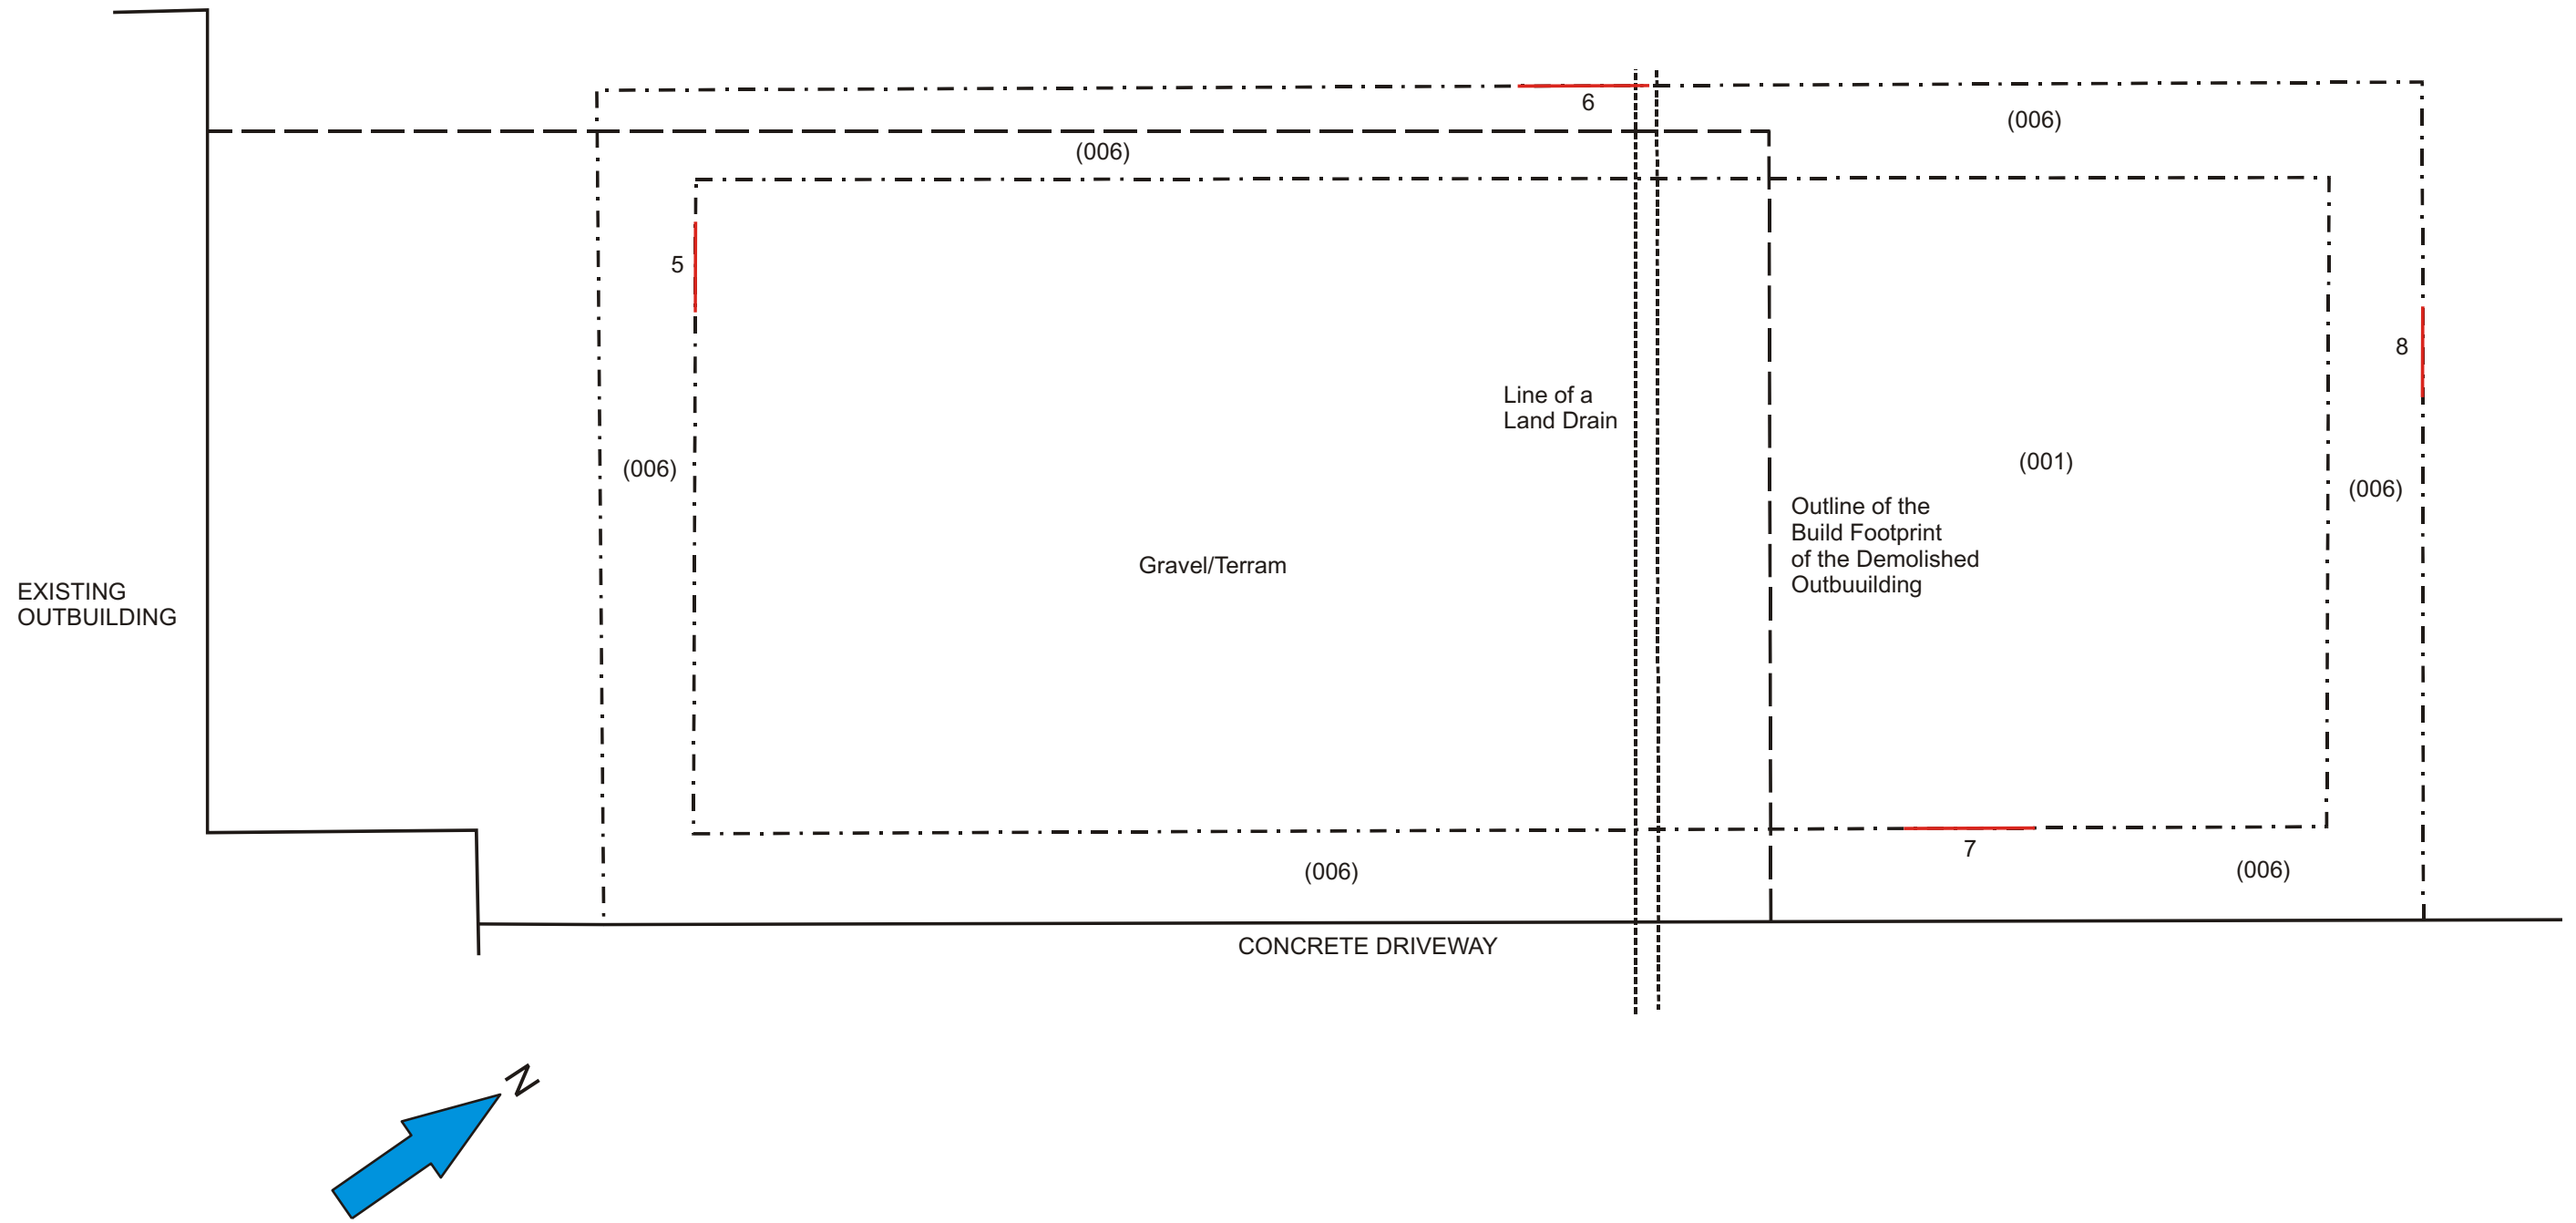 6
(006)
(006)
5
8
Line of a
Land Drain
(006)
(001)
(006)
Outline of the
Build Footprint
of the Demolished
Outbuuilding
Gravel/Terram
EXISTING
OUTBUILDING
7
(006)
(006)
CONCRETE DRIVEWAY
N